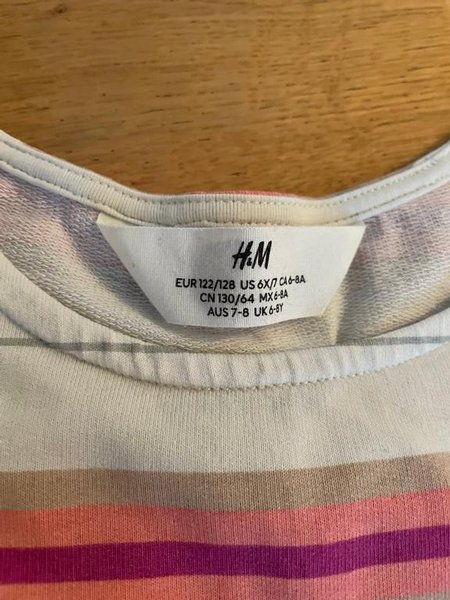 H&M
EUR 122/128 US 6X/7 CA 6-8A
CN 130/64 MX 6-8A
AUS 7-8 UK 6-8Y